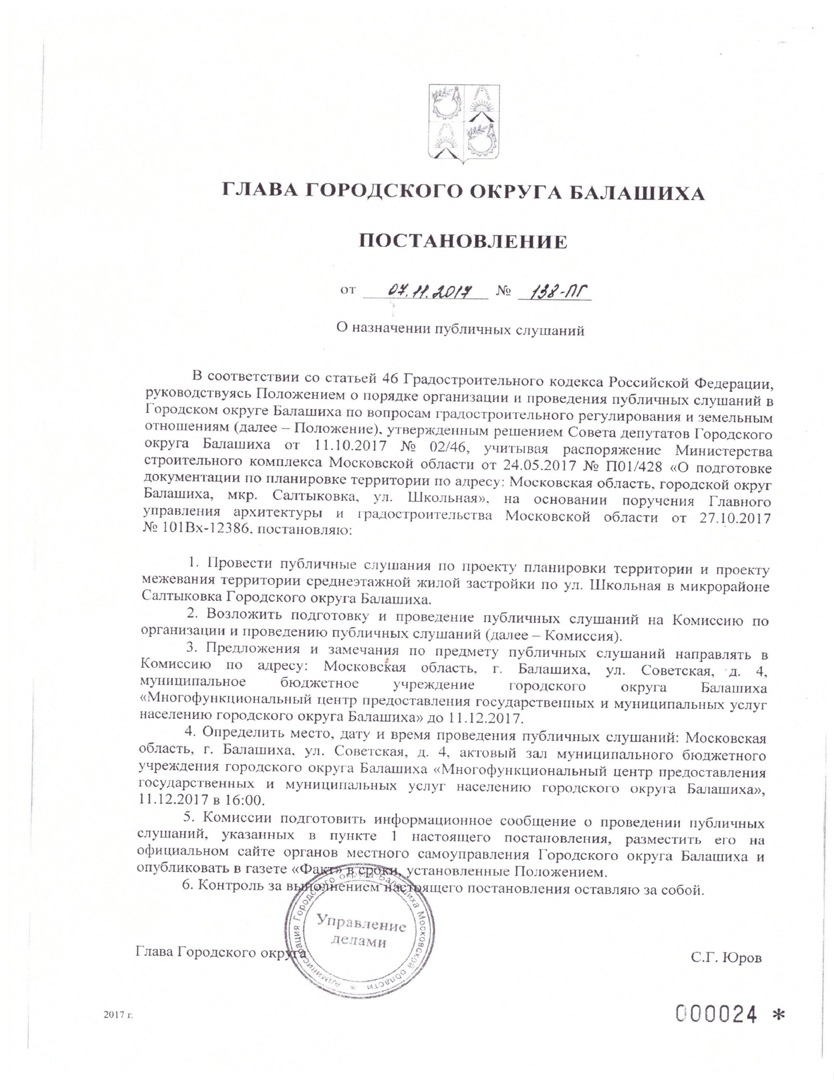 ГЛАВА ГОРОДСКОГО ОКРУГА БАЛАШИХА
ПОСТАНОВЛЕНИЕ
от 07.11.2017 № 138-ПГ
О назначении публичных слушаний
В соответствии со статьей 46 Градостроительного кодекса Российской Федерации,
руководствуясь Положением о порядке организации и проведения публичных слушаний в
Городском округе Балашиха по вопросам градостроительного регулирования и земельным
отношениям (далее – Положение), утвержденным решением Совета депутатов Городского
округа Балашиха от 11.10.2017 № 02/46, учитывая распоряжение Министерства
строительного комплекса Московской области от 24.05.2017 № П01/428 «О подготовке
документации по планировке территории по адресу: Московская область, городской округ
Балашиха, мкр. Салтыковка, ул. Школьная», на основании поручения Главного
управления архитектуры и градостроительства Московской области от 27.10.2017
№ 101Вх-12386, постановляю:
1. Провести публичные слушания по проекту планировки территории и проекту
межевания территории среднеэтажной жилой застройки по ул. Школьная в микрорайоне
Салтыковка Городского округа Балашиха.
2. Возложить подготовку и проведение публичных слушаний на Комиссию по
организации и проведению публичных слушаний (далее – Комиссия).
3. Предложения и замечания по предмету публичных слушаний направлять в
Комиссию по адресу: Московская область, г. Балашиха, ул. Советская, д. 4,
муниципальное бюджетное учреждение городского округа Балашиха
«Многофункциональный центр предоставления государственных и муниципальных услуг
населению городского округа Балашиха» до 11.12.2017.
4. Определить место, дату и время проведения публичных слушаний: Московская
область, г. Балашиха, ул. Советская, д. 4, актовый зал муниципального бюджетного
учреждения городского округа Балашиха «Многофункциональный центр предоставления
государственных и муниципальных услуг населению городского округа Балашиха»,
11.12.2017 в 16:00.
5. Комиссии подготовить информационное сообщение о проведении публичных
слушаний, указанных в пункте 1 настоящего постановления, разместить его на
официальном сайте органов местного самоуправления Городского округа Балашиха и
опубликовать в газете «Факт» в сроки, установленные Положением.
6. Контроль за выполнением настоящего постановления оставляю за собой.
Администрация Городского округа Балашиха Московской области
Управление
делами
Глава Городского округа
С.Г. Юров
2017 г.
000024 *